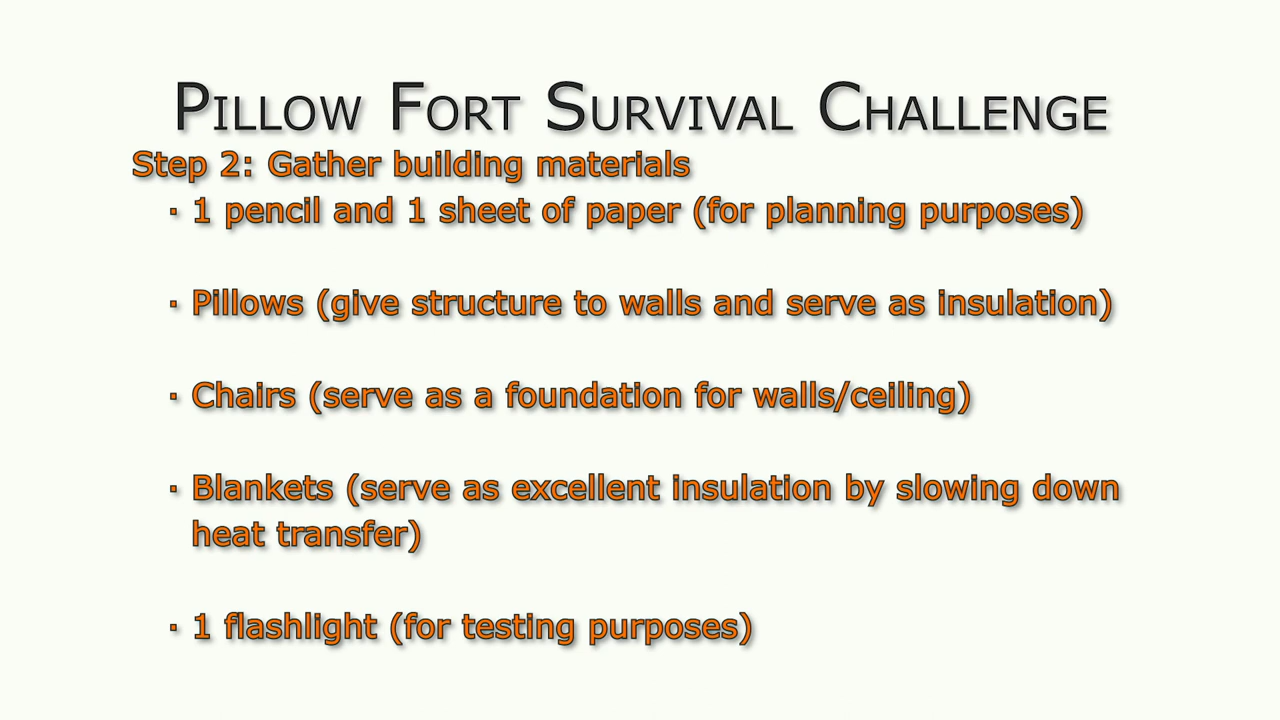 Pillow Fort Survival Challenge
Step 2: Gather building materials
· 1 pencil and 1 sheet of paper (for planning purposes)
· Pillows (give structure to walls and serve as insulation)
· Chairs (serve as a foundation for walls/ceiling)
· Blankets (serve as excellent insulation by slowing down
heat transfer)
· 1 flashlight (for testing purposes)